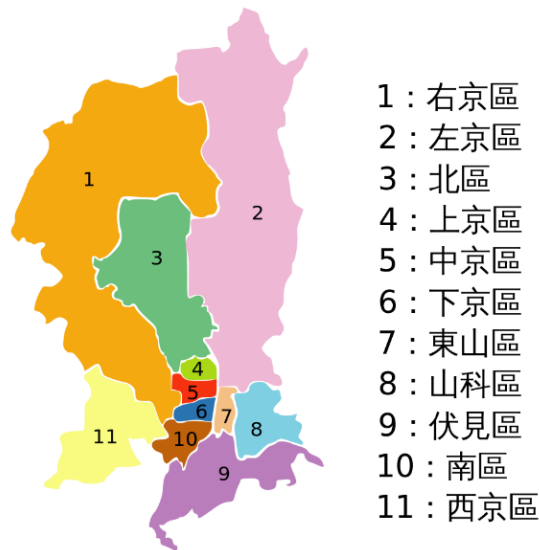 1
2
3
4
5
6
7
8
9
10
11
1：右京區
2：左京區
3：北區
4：上京區
5：中京區
6：下京區
7：東山區
8：山科區
9：伏見區
10：南區
11：西京區